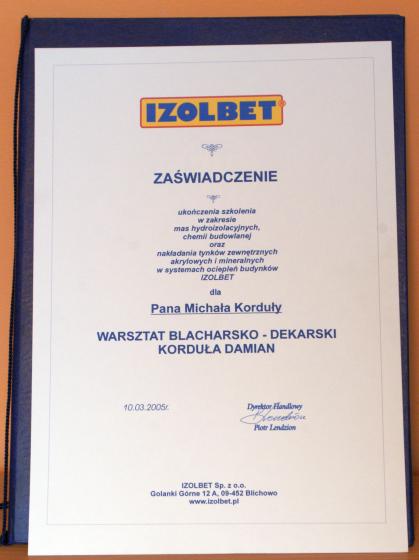 IZOLBET®
ZAŚWIADCZENIE
ukończenia szkolenia
w zakresie
mas hydroizolacyjnych,
chemii budowlanej
oraz
nakładania tynków zewnętrznych
akrylowych i mineralnych
w systemach ociepleń budynków
IZOLBET
dla
Pana Michała Korduły
WARSZTAT BLACHARSKO - DEKARSKI
KORDUŁA DAMIAN
10.03.2005r.
Dyrektor Handlowy
Piotr Lendzion
IZOLBET Sp. z o.o.
Golanki Górne 12 A, 09-452 Blichowo
www.izolbet.pl